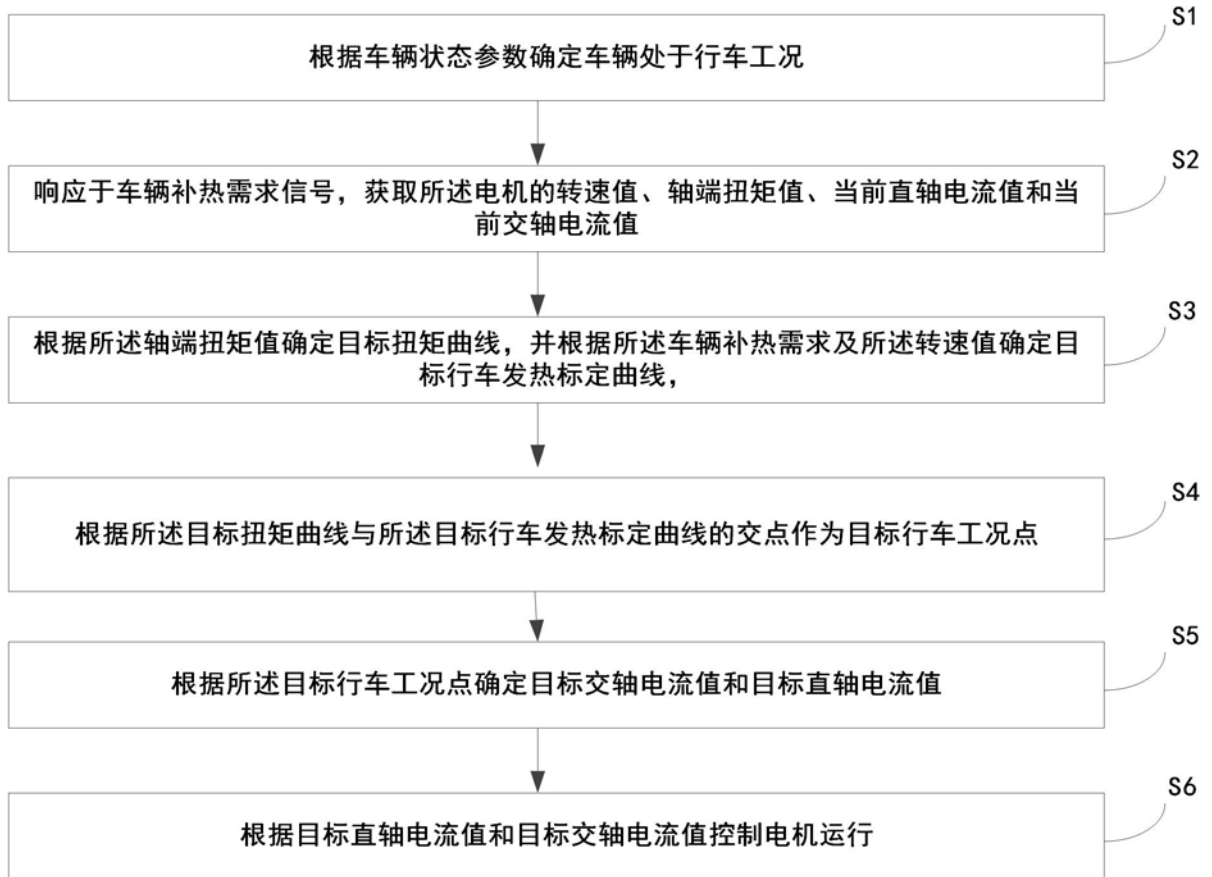 S1
根据车辆状态参数确定车辆处于行车工况
S2
响应于车辆补热需求信号，获取所述电机的转速值、轴端扭矩值、当前直轴电流值和当
前交轴电流值
S3
根据所述轴端扭矩值确定目标扭矩曲线，并根据所述车辆补热需求及所述转速值确定目
标行车发热标定曲线，
S4
根据所述目标扭矩曲线与所述目标行车发热标定曲线的交点作为目标行车工况点
S5
根据所述目标行车工况点确定目标交轴电流值和目标直轴电流值
S6
根据目标直轴电流值和目标交轴电流值控制电机运行